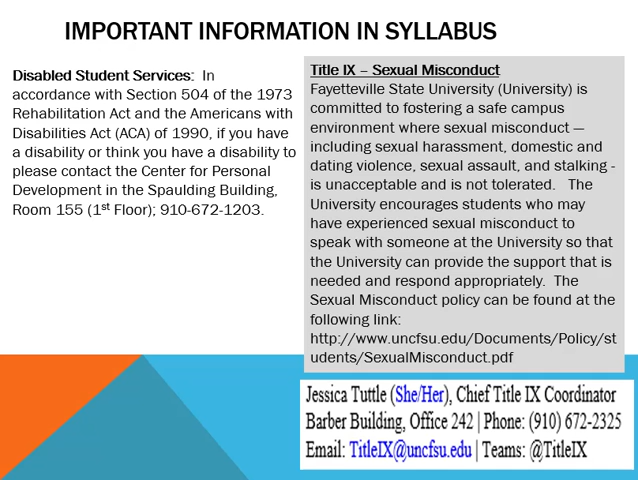 IMPORTANT INFORMATION IN SYLLABUS
Disabled Student Services: In
accordance with Section 504 of the 1973
Rehabilitation Act and the Americans with
Disabilities Act (ACA) of 1990, if you have
a disability or think you have a disability to
please contact the Center for Personal
Development in the Spaulding Building,
Room 155 (1st Floor); 910-672-1203.
Title IX – Sexual Misconduct
Fayetteville State University (University) is
committed to fostering a safe campus
environment where sexual misconduct —
including sexual harassment, domestic and
dating violence, sexual assault, and stalking -
is unacceptable and is not tolerated. The
University encourages students who may
have experienced sexual misconduct to
speak with someone at the University so that
the University can provide the support that is
needed and respond appropriately. The
Sexual Misconduct policy can be found at the
following link:
http://www.uncfsu.edu/Documents/Policy/st
udents/SexualMisconduct.pdf
Jessica Tuttle (She/Her), Chief Title IX Coordinator
Barber Building, Office 242 | Phone: (910) 672-2325
Email: TitleIX@uncfsu.edu | Teams: @TitleIX